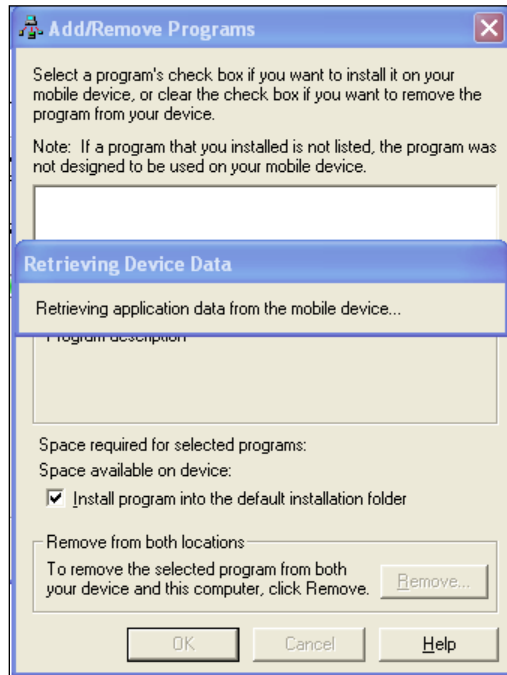 Add/Remove Programs
Select a program's check box if you want to install it on your
mobile device, or clear the check box if you want to remove the
program from your device.
Note:  If a program that you installed is not listed, the program was
not designed to be used on your mobile device.
Retrieving Device Data
Retrieving application data from the mobile device...
Program description
Space required for selected programs:
Space available on device:
Install program into the default installation folder
Remove from both locations
To remove the selected program from both
your device and this computer, click Remove.
Remove...
OK
Cancel
Help